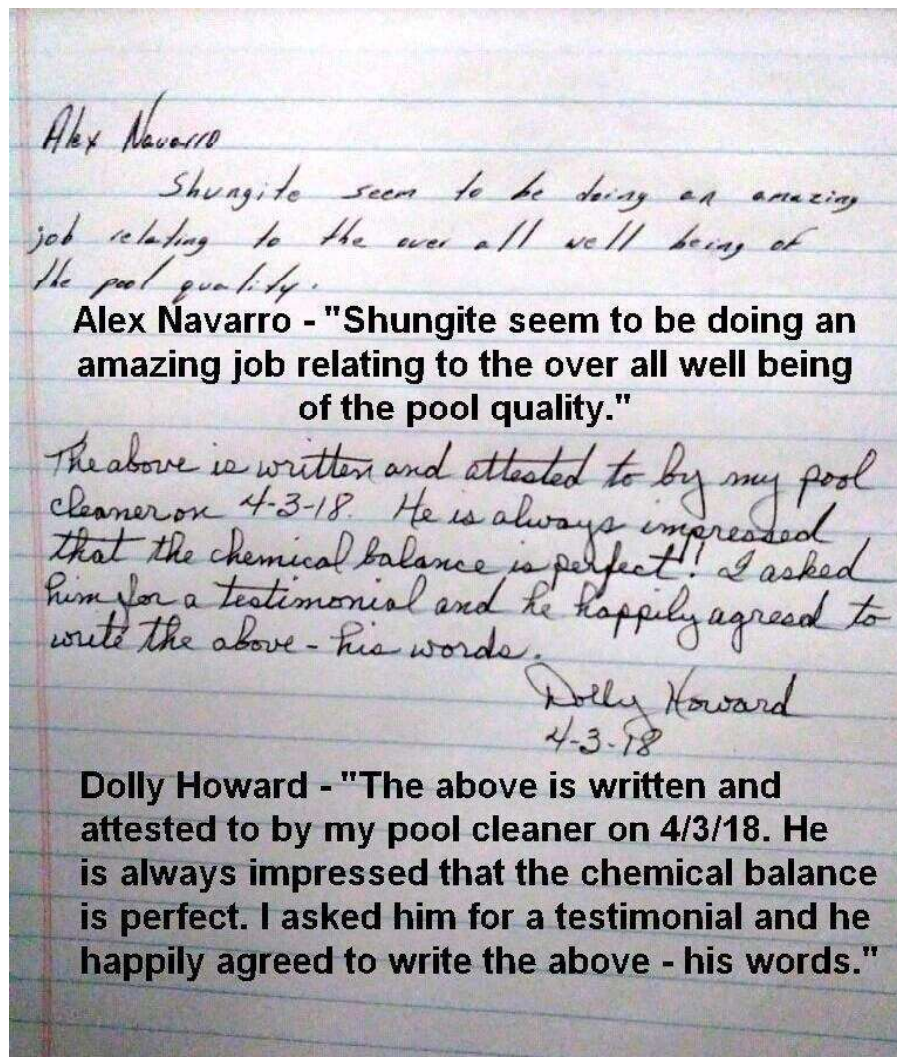 Alex Navarro
Shungite seem to be doing an amazing
job relating to the over all well being of
the pool quality.
Alex Navarro - "Shungite seem to be doing an
amazing job relating to the over all well being
of the pool quality."
The above is written and attested to by my pool
cleaner on 4-3-18. He is always impressed
that the chemical balance is perfect! I asked
him for a testimonial and he happily agreed to
write the above - his words.
Dolly Howard
4-3-18
Dolly Howard - "The above is written and
attested to by my pool cleaner on 4/3/18. He
is always impressed that the chemical balance
is perfect. I asked him for a testimonial and he
happily agreed to write the above - his words."